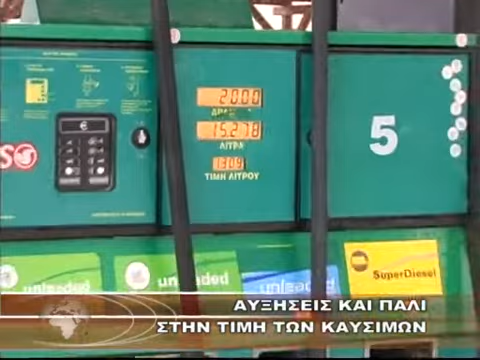 20.00
15.278
ΛΙΤΡΑ
1.309
ΤΙΜΗ ΛΙΤΡΟΥ
5
unleaded
unleaded
unleaded
SuperDiesel
ΑΥΞΗΣΕΙΣ ΚΑΙ ΠΑΛΙ
ΣΤΗΝ ΤΙΜΗ ΤΩΝ ΚΑΥΣΙΜΩΝ